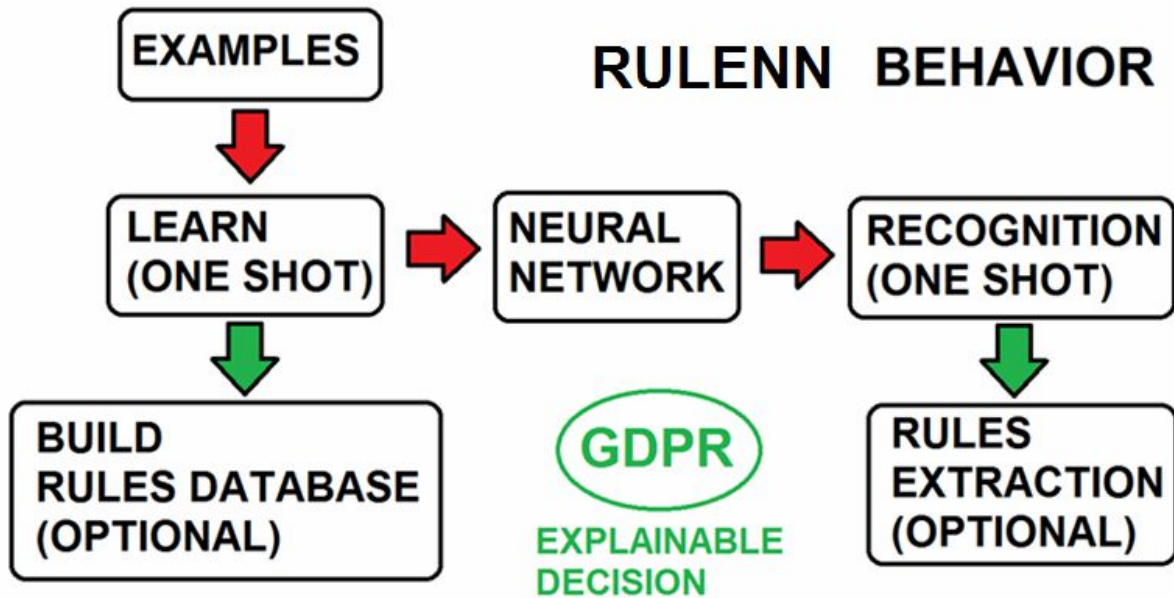 EXAMPLES
RULENN BEHAVIOR
LEARN
(ONE SHOT)
NEURAL
NETWORK
RECOGNITION
(ONE SHOT)
BUILD
RULES DATABASE
(OPTIONAL)
GDPR
EXPLAINABLE
DECISION
RULES
EXTRACTION
(OPTIONAL)